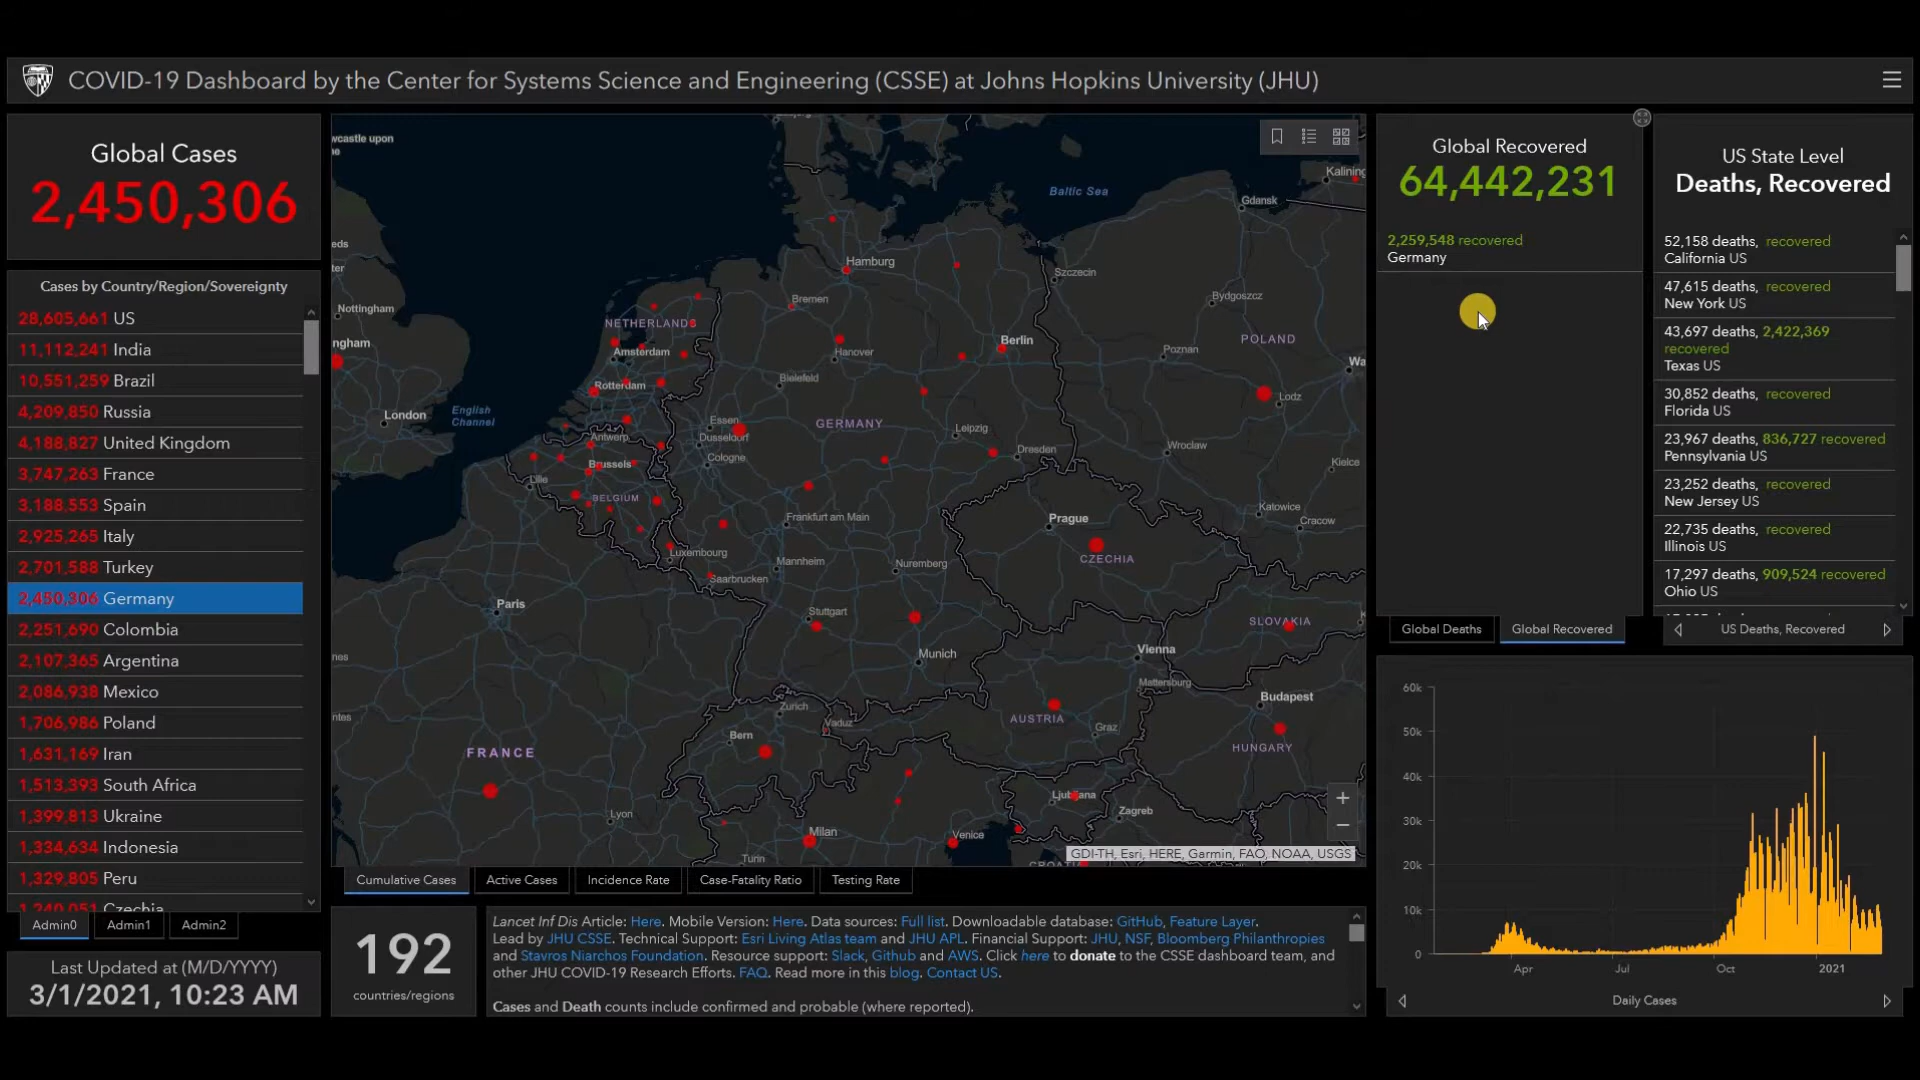 COVID-19 Dashboard by the Center for Systems Science and Engineering (CSSE) at Johns Hopkins University (JHU)
Global Cases
2,450,306
Cases by Country/Region/Sovereignty
28,605,661 US
11,112,241 India
10,551,259 Brazil
4,209,850 Russia
4,188,827 United Kingdom
3,747,263 France
3,188,553 Spain
2,925,265 Italy
2,701,588 Turkey
2,450,306 Germany
2,251,690 Colombia
2,107,365 Argentina
2,086,938 Mexico
1,706,986 Poland
1,631,169 Iran
1,513,393 South Africa
1,399,813 Ukraine
1,334,634 Indonesia
1,329,805 Peru
1,240,051 Czechia
Admin0
Admin1
Admin2
Last Updated at (M/D/YYYY)
3/1/2021, 10:23 AM
wcastle upon
ne
Baltic Sea
Kalining
Gdansk
eds
ter
Hamburg
Szczecin
Nottingham
Bremen
Bydgoszcz
NETHERLANDS
ngham
Amsterdam
Hanover
Berlin
Poznan
POLAND
Wa
Rotterdam
Bielefeld
London
English
Channel
Lodz
Essen
GERMANY
Leipzig
Antwerp
Dusseldorf
Cologne
Dresden
Wroclaw
Brussels
Kielce
Lille
BELGIUM
Frankfurt am Main
Prague
Katowice
Cracow
Luxembourg
Mannheim
Nuremberg
CZECHIA
Saarbrucken
Paris
Stuttgart
SLOVAKIA
nes
Munich
Vienna
Mattersburg
Budapest
Zurich
ntes
Vaduz
AUSTRIA
Graz
Bern
FRANCE
HUNGARY
Ljubljana
Zagreb
Lyon
Milan
Venice
Turin
CROATIA
+
−
GDI-TH, Esri, HERE, Garmin, FAO, NOAA, USGS
Cumulative Cases
Active Cases
Incidence Rate
Case-Fatality Ratio
Testing Rate
192
countries/regions
Lancet Inf Dis Article: Here. Mobile Version: Here. Data sources: Full list. Downloadable database: GitHub, Feature Layer.
Lead by JHU CSSE. Technical Support: Esri Living Atlas team and JHU APL. Financial Support: JHU, NSF, Bloomberg Philanthropies
and Stavros Niarchos Foundation. Resource support: Slack, Github and AWS. Click here to donate to the CSSE dashboard team, and
other JHU COVID-19 Research Efforts. FAQ. Read more in this blog. Contact US.
Cases and Death counts include confirmed and probable (where reported).
Global Recovered
64,442,231
2,259,548 recovered
Germany
Global Deaths
Global Recovered
US State Level
Deaths, Recovered
52,158 deaths, recovered
California US
47,615 deaths, recovered
New York US
43,697 deaths, 2,422,369
recovered
Texas US
30,852 deaths, recovered
Florida US
23,967 deaths, 836,727 recovered
Pennsylvania US
23,252 deaths, recovered
New Jersey US
22,735 deaths, recovered
Illinois US
17,297 deaths, 909,524 recovered
Ohio US
US Deaths, Recovered
60k
50k
40k
30k
20k
10k
0
Apr
Jul
Oct
2021
Daily Cases